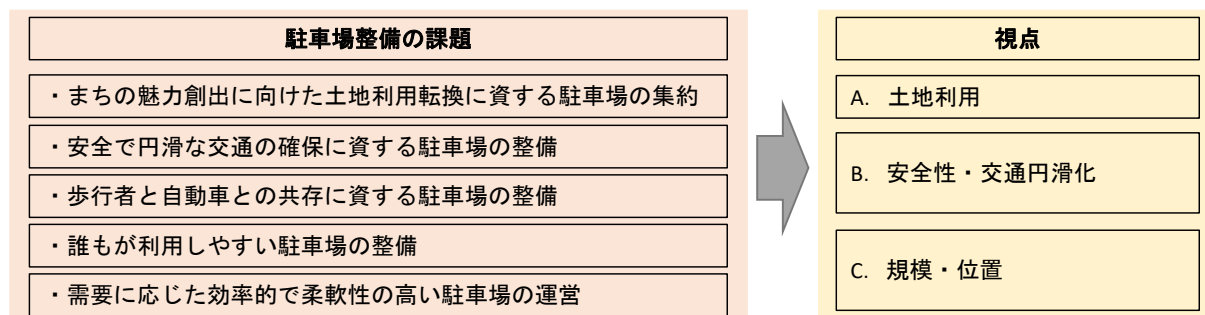 駐車場整備の課題
・まちの魅力創出に向けた土地利用転換に資する駐車場の集約
・安全で円滑な交通の確保に資する駐車場の整備
・歩行者と自動車との共存に資する駐車場の整備
・誰もが利用しやすい駐車場の整備
・需要に応じた効率的で柔軟性の高い駐車場の運営
視点
A. 土地利用
B. 安全性・交通円滑化
C. 規模・位置